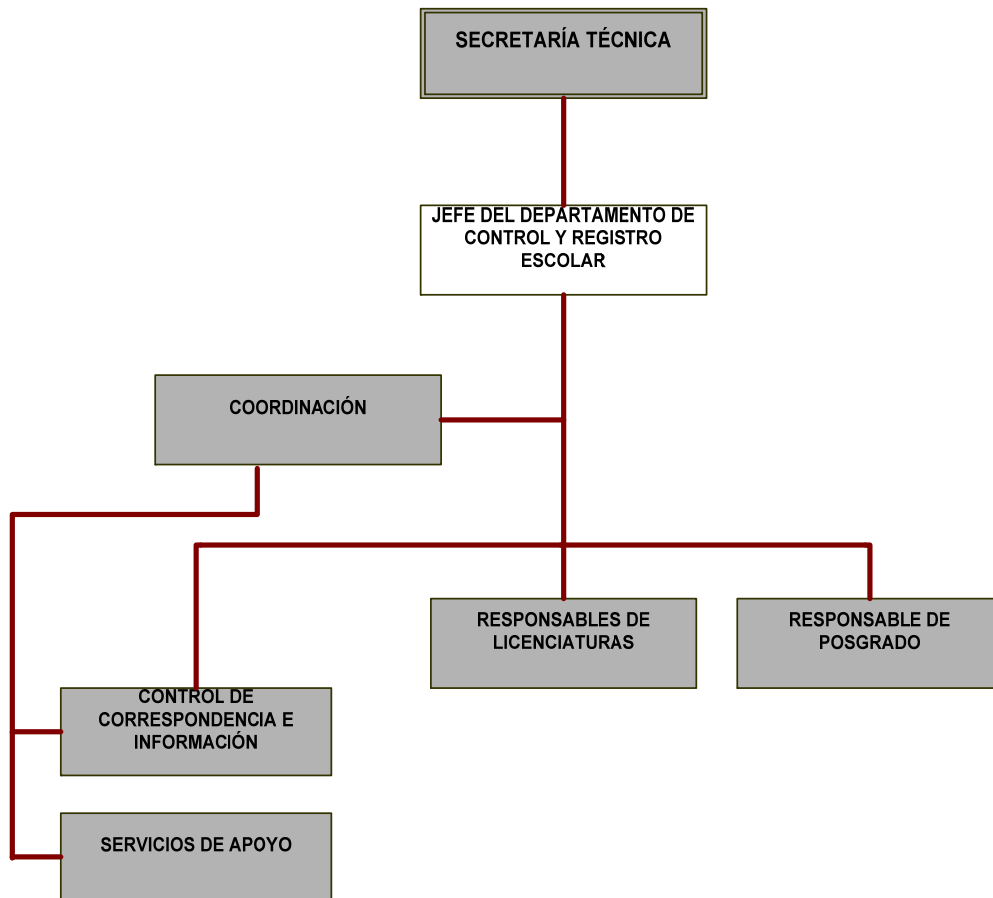 SECRETARÍA TÉCNICA
JEFE DEL DEPARTAMENTO DE
CONTROL Y REGISTRO
ESCOLAR
COORDINACIÓN
RESPONSABLES DE
LICENCIATURAS
RESPONSABLE DE
POSGRADO
CONTROL DE
CORRESPONDENCIA E
INFORMACIÓN
SERVICIOS DE APOYO